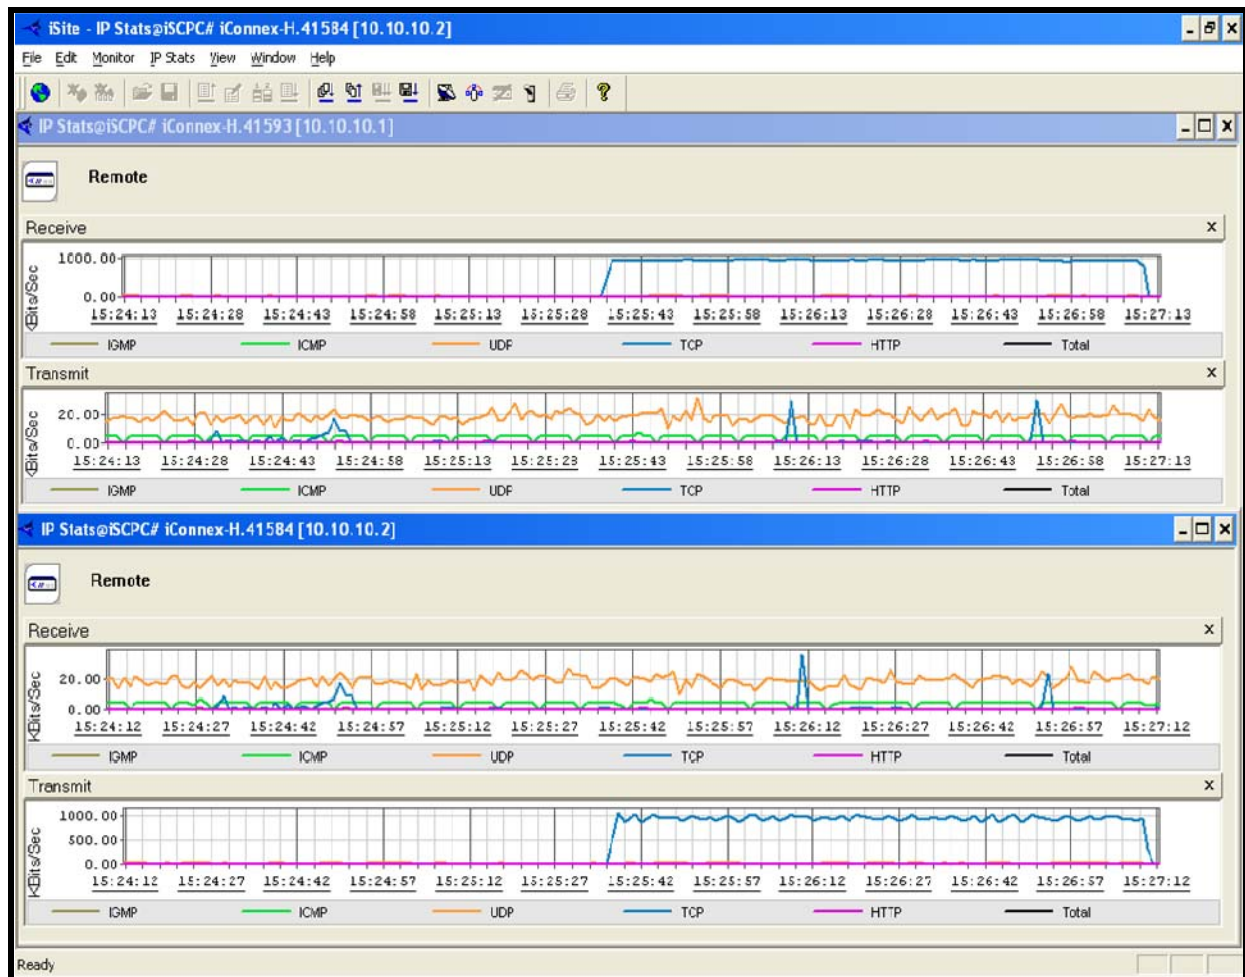 iSite - IP Stats@iSCPC# iConnex-H.41584 [10.10.10.2]
File Edit Monitor IP Stats View Window Help
IP Stats@iSCPC# iConnex-H.41593 [10.10.10.1]
Remote
Receive
KBits/Sec
1000.00
0.00
15:24:13 15:24:28 15:24:43 15:24:58 15:25:13 15:25:28 15:25:43 15:25:58 15:26:13 15:26:28 15:26:43 15:26:58 15:27:13
IGMP ICMP UDP TCP HTTP Total
Transmit
KBits/Sec
20.00
0.00
15:24:13 15:24:28 15:24:43 15:24:58 15:25:13 15:25:28 15:25:43 15:25:58 15:26:13 15:26:28 15:26:43 15:26:58 15:27:13
IGMP ICMP UDP TCP HTTP Total
IP Stats@iSCPC# iConnex-H.41584 [10.10.10.2]
Remote
Receive
KBits/Sec
20.00
0.00
15:24:12 15:24:27 15:24:42 15:24:57 15:25:12 15:25:27 15:25:42 15:25:57 15:26:12 15:26:27 15:26:42 15:26:57 15:27:12
IGMP ICMP UDP TCP HTTP Total
Transmit
KBits/Sec
1000.00
500.00
0.00
15:24:12 15:24:27 15:24:42 15:24:57 15:25:12 15:25:27 15:25:42 15:25:57 15:26:12 15:26:27 15:26:42 15:26:57 15:27:12
IGMP ICMP UDP TCP HTTP Total
Ready